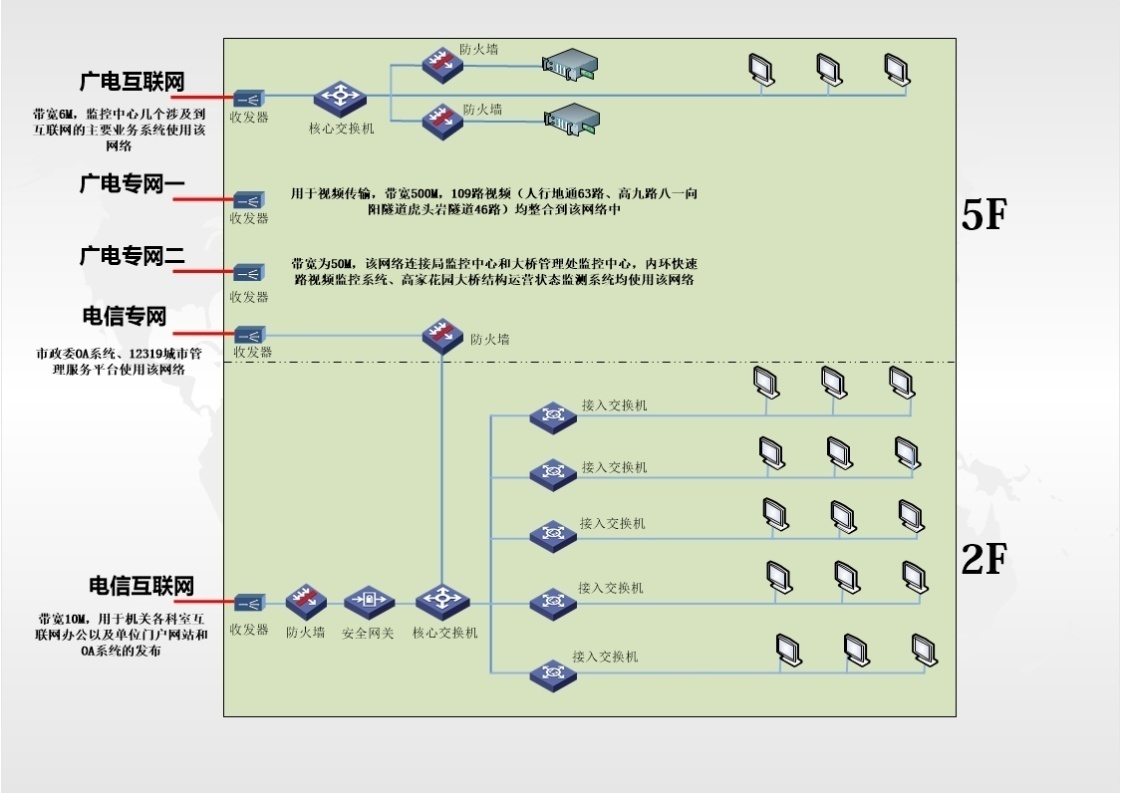 广电互联网
带宽6M，监控中心几个涉及到
互联网的主要业务系统使用该
网络
收发器
核心交换机
防火墙
防火墙
广电专网一
收发器
用于视频传输，带宽500M，109路视频（人行地通63路、高九路八一向
阳隧道虎头岩隧道46路）均整合到该网络中
5F
广电专网二
收发器
带宽为50M，该网络连接局监控中心和大桥管理处监控中心，内环快速
路视频监控系统、高家花园大桥结构运营状态监测系统均使用该网络
电信专网
市政委OA系统、12319城市管
理服务平台使用该网络
收发器
防火墙
接入交换机
接入交换机
接入交换机
接入交换机
接入交换机
2F
电信互联网
带宽10M，用于机关各科室互
联网办公以及单位门户网站和
OA系统的发布
收发器
防火墙
安全网关
核心交换机